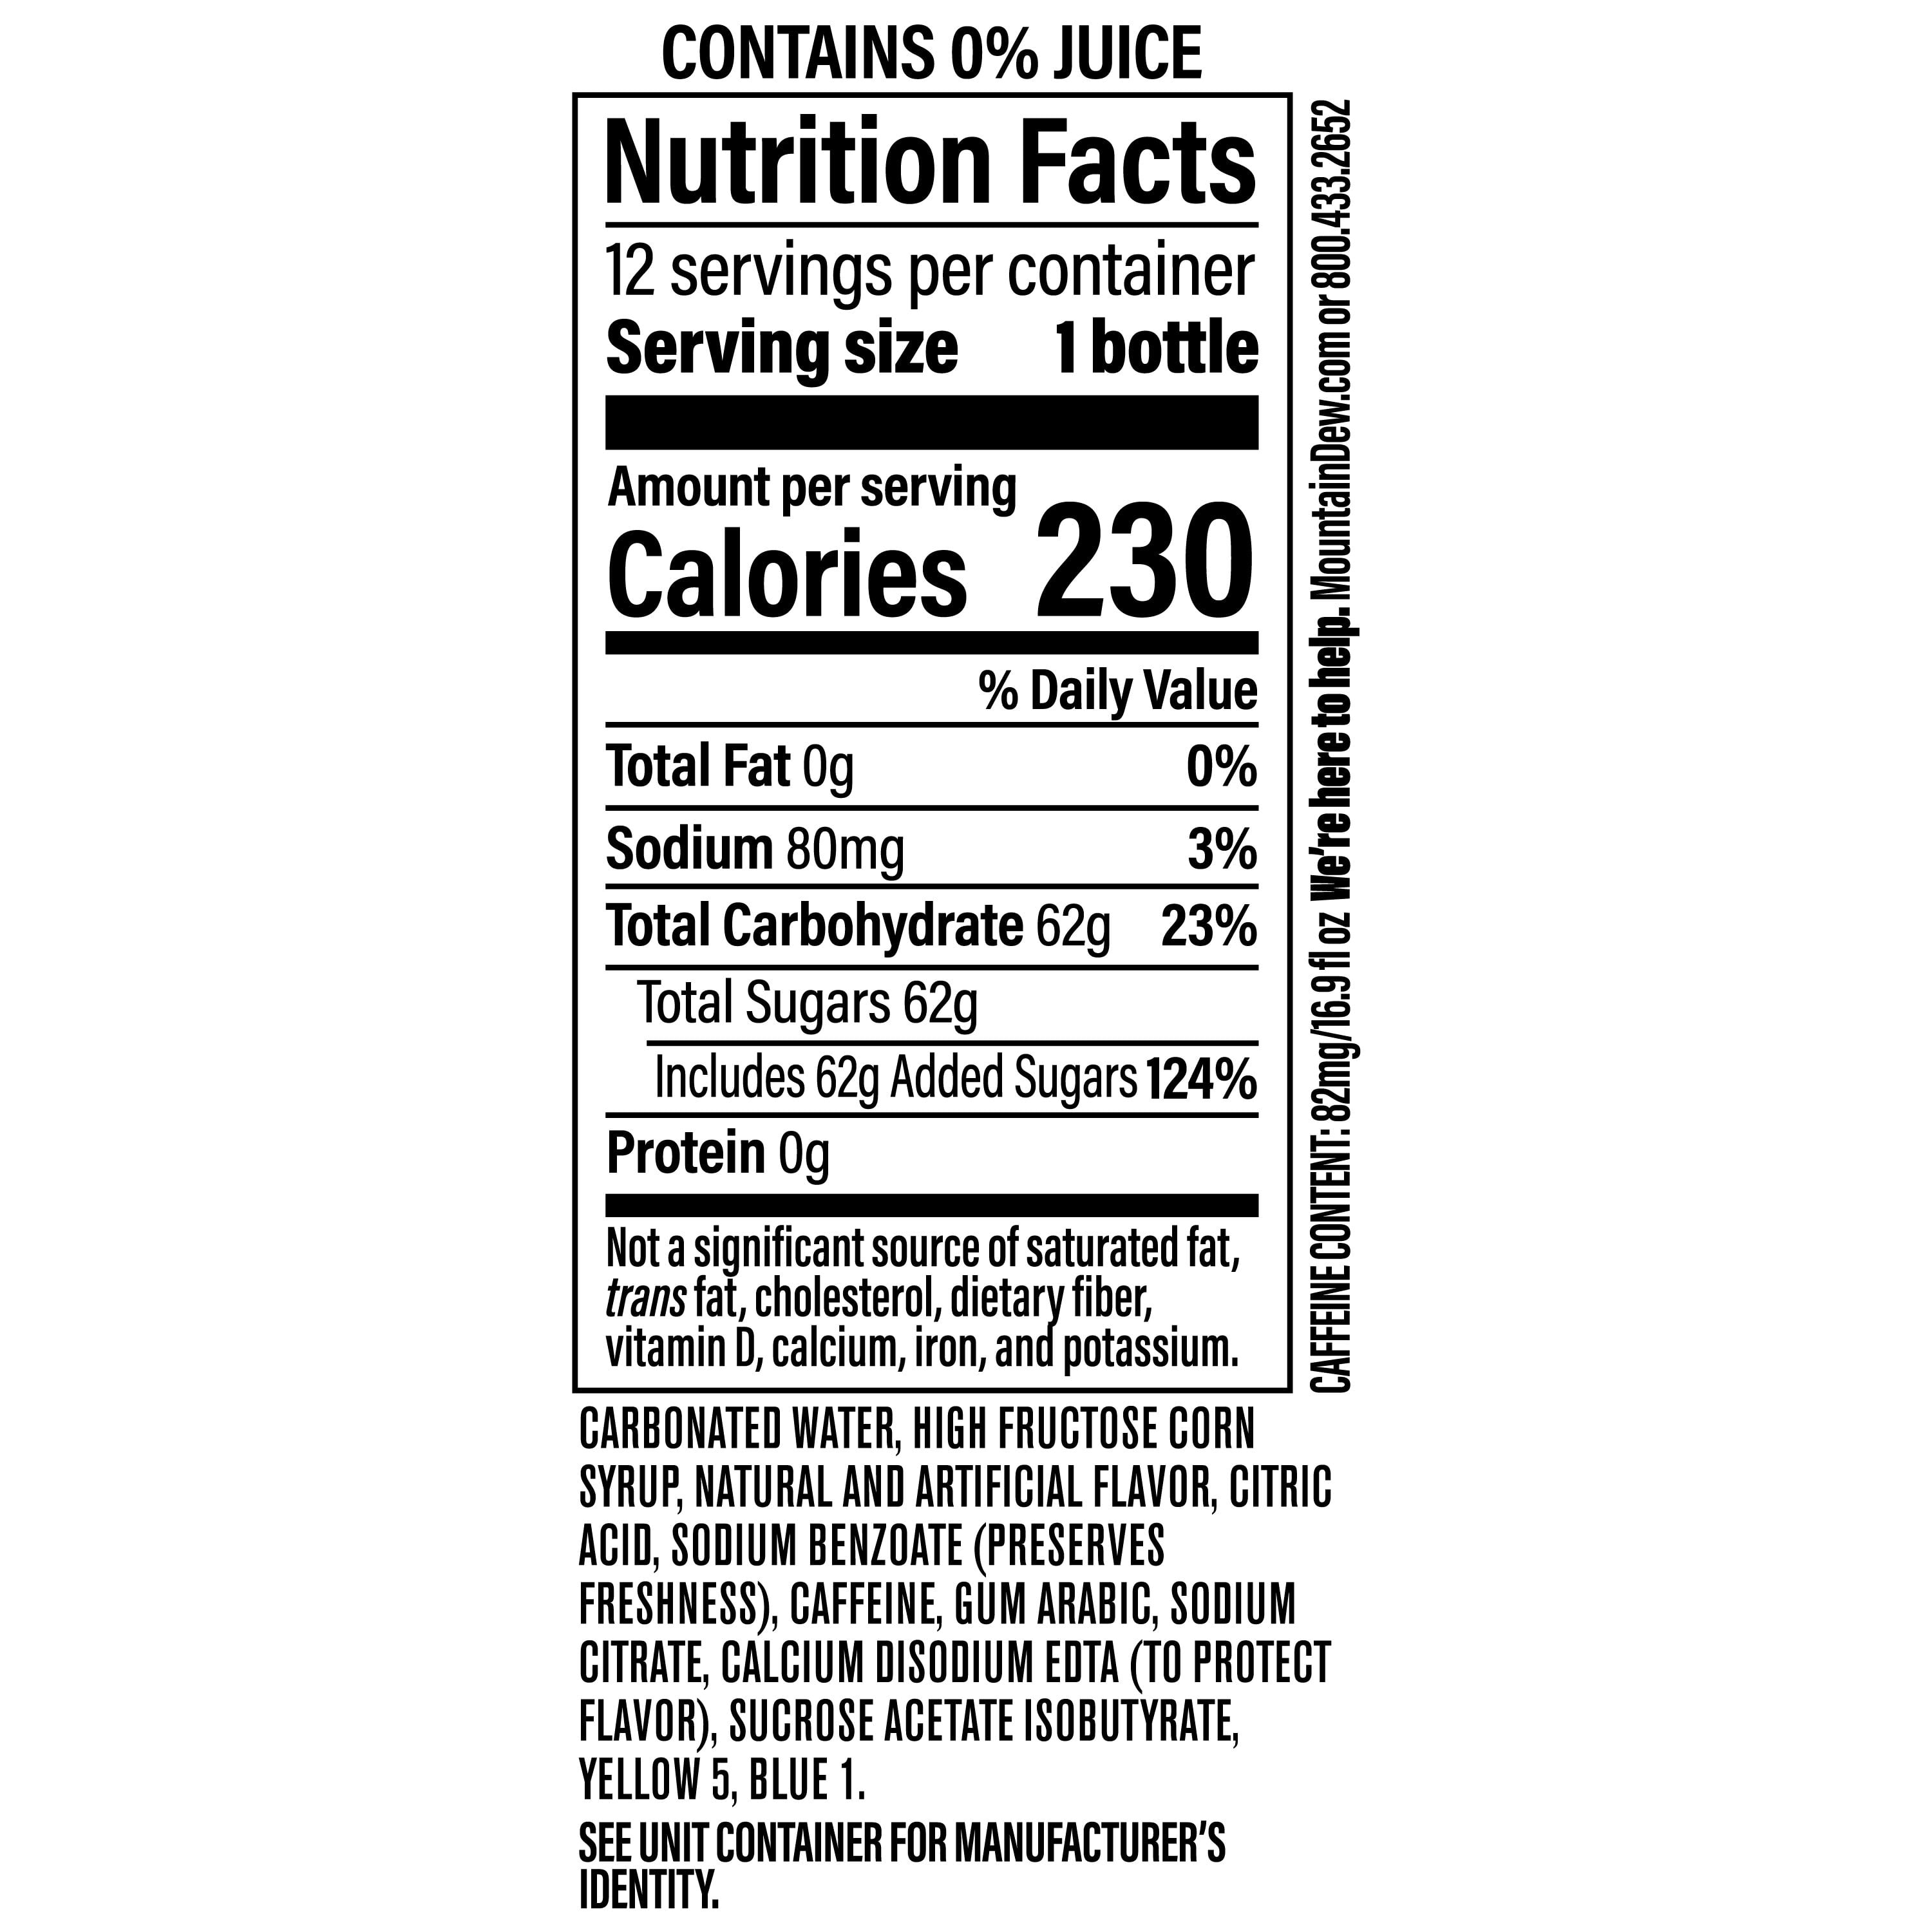 CONTAINS 0% JUICE
Nutrition Facts
12 servings per container
Serving size 1 bottle
Amount per serving
Calories 230
% Daily Value
Total Fat 0g 0%
Sodium 80mg 3%
Total Carbohydrate 62g 23%
Total Sugars 62g
Includes 62g Added Sugars 124%
Protein 0g
Not a significant source of saturated fat,
trans fat, cholesterol, dietary fiber,
vitamin D, calcium, iron, and potassium.
CAFFEINE CONTENT: 82mg/16.9 fl oz We're here to help. MountainDew.com or 800.433.2652
CARBONATED WATER, HIGH FRUCTOSE CORN
SYRUP, NATURAL AND ARTIFICIAL FLAVOR, CITRIC
ACID, SODIUM BENZOATE (PRESERVES
FRESHNESS), CAFFEINE, GUM ARABIC, SODIUM
CITRATE, CALCIUM DISODIUM EDTA (TO PROTECT
FLAVOR), SUCROSE ACETATE ISOBUTYRATE,
YELLOW 5, BLUE 1.
SEE UNIT CONTAINER FOR MANUFACTURER'S
IDENTITY.